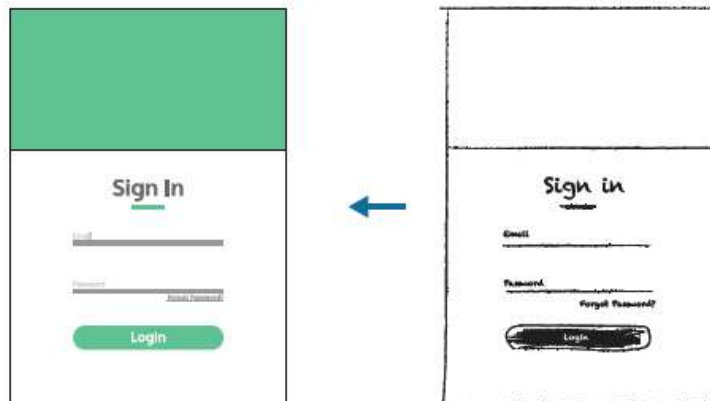 Sign In
Email
Password
Forgot Password?
Login
Sign in
Email
Password
Forgot Password?
Login